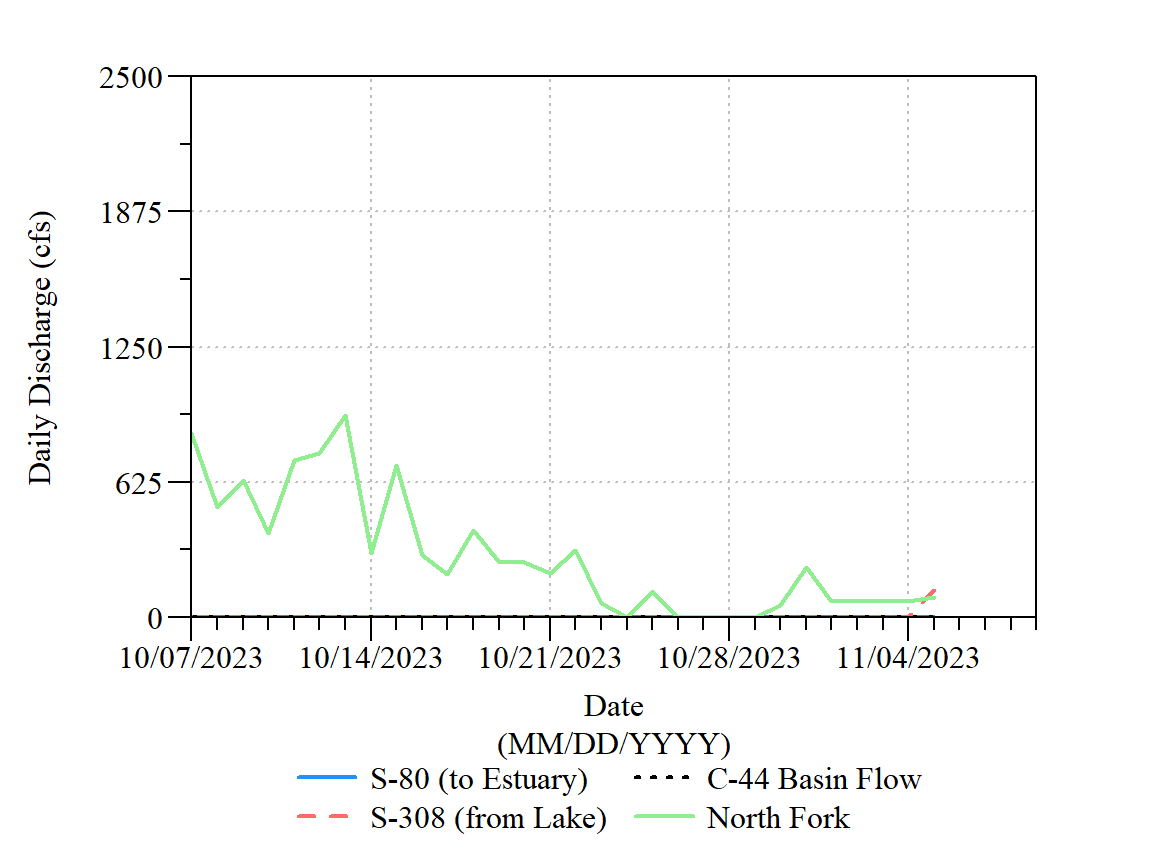 2500
1875
1250
625
0
Daily Discharge (cfs)
10/07/2023 10/14/2023 10/21/2023 10/28/2023 11/04/2023
Date
(MM/DD/YYYY)
S-80 (to Estuary) C-44 Basin Flow
S-308 (from Lake) North Fork